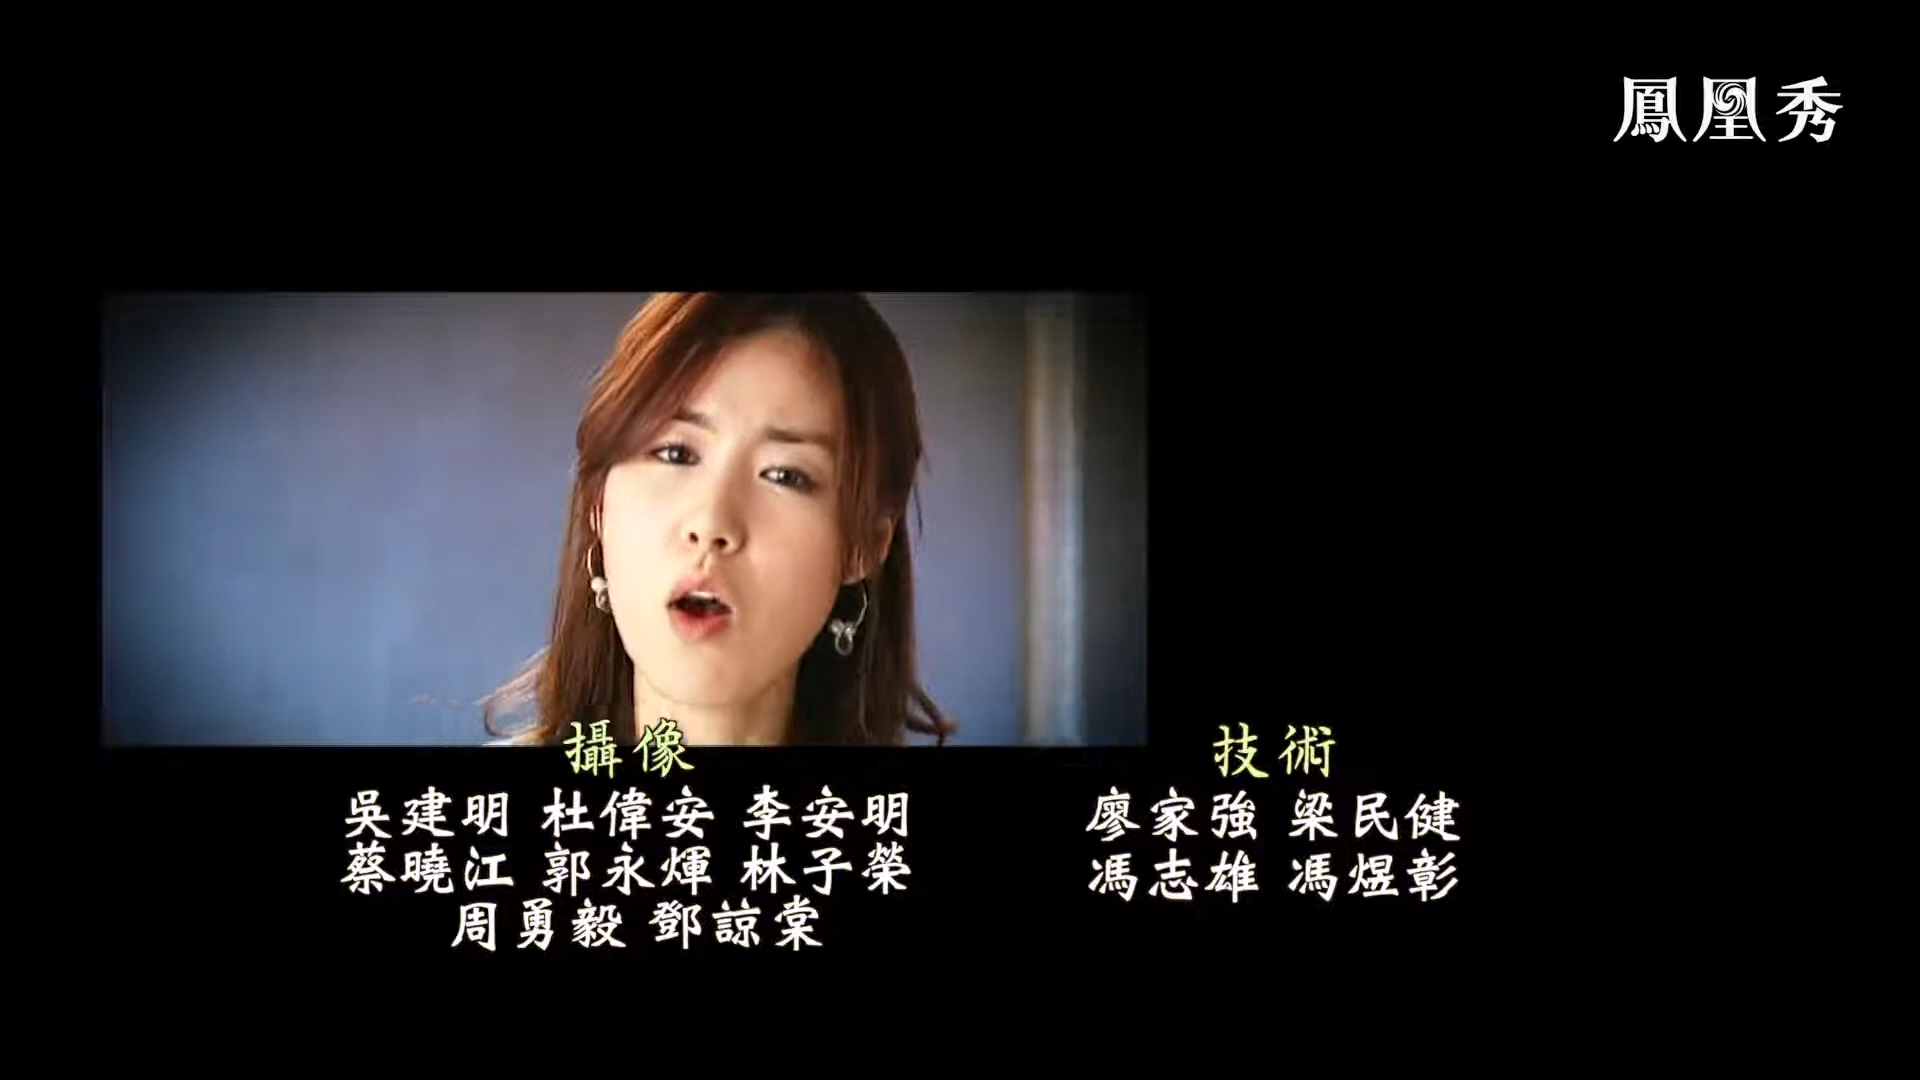 鳳凰秀
攝像
吳建明 杜偉安 李安明
蔡曉江 郭永煇 林子榮
周勇毅 鄧諒棠
技術
廖家強 梁民健
馮志雄 馮煜彰